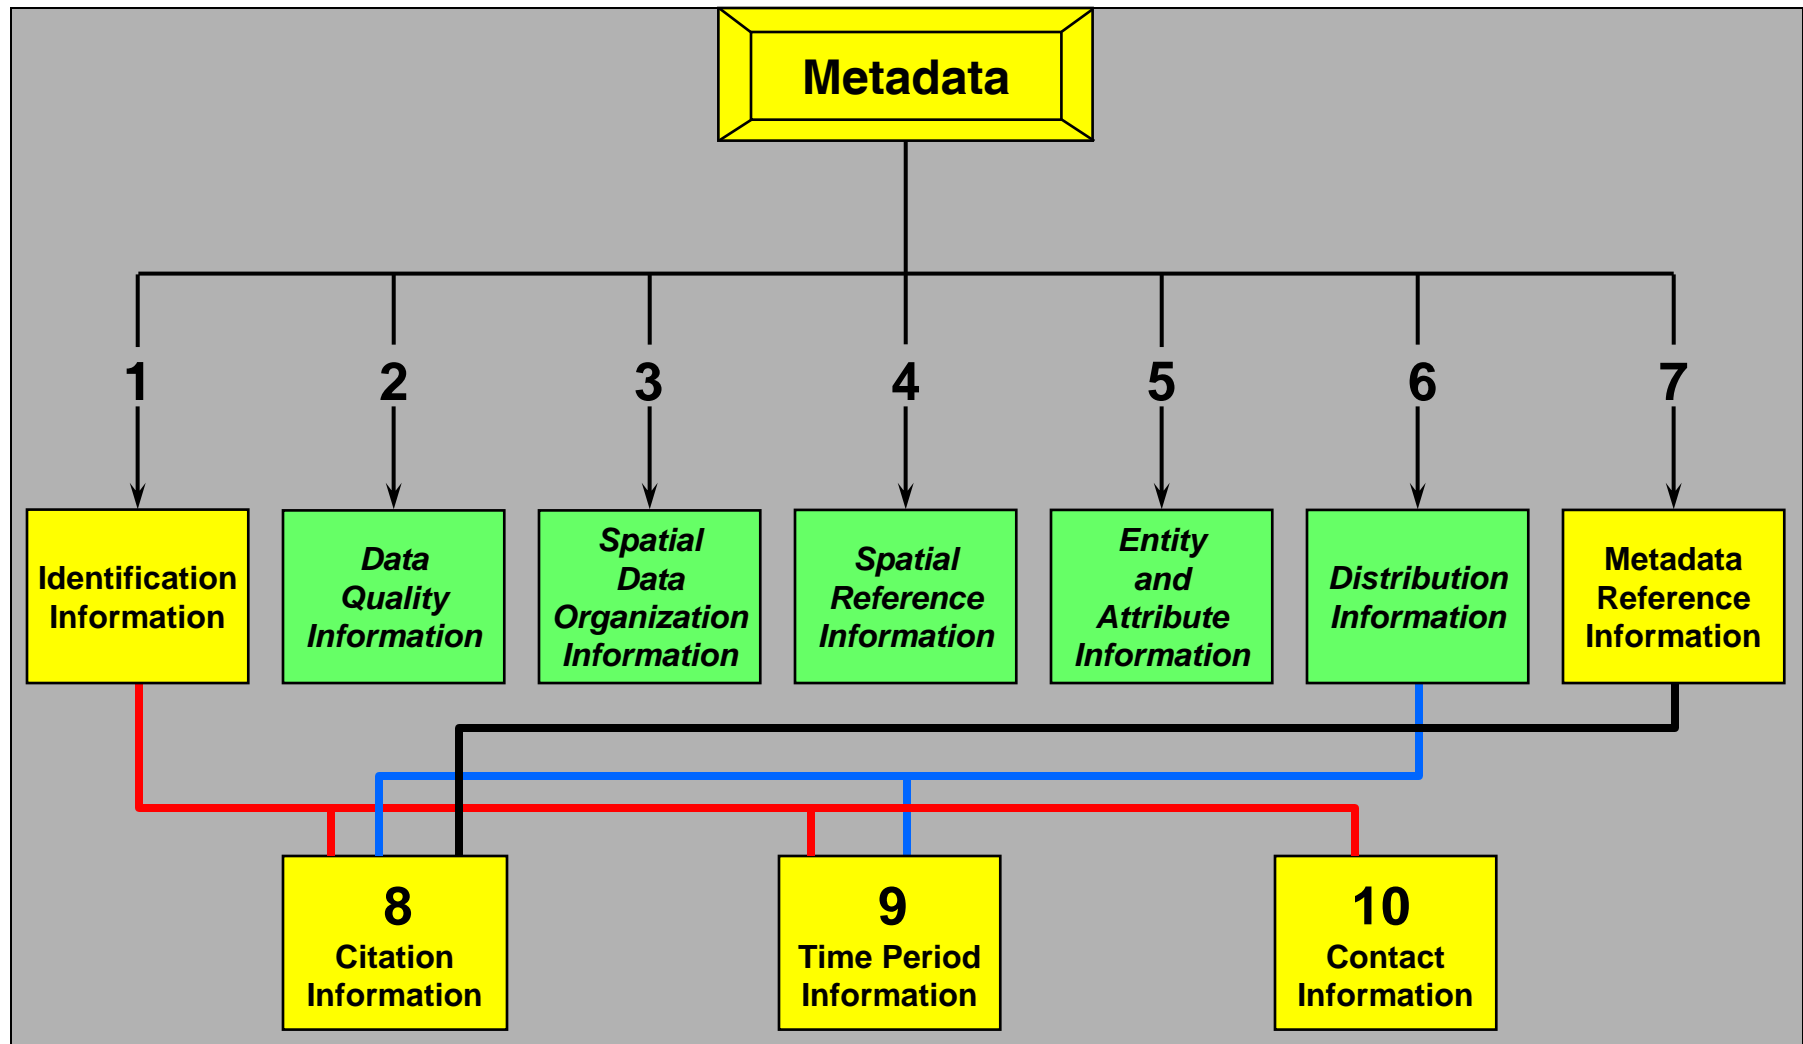 Metadata
1
2
3
4
5
6
7
Identification
Information
Data
Quality
Information
Spatial
Data
Organization
Information
Spatial
Reference
Information
Entity
and
Attribute
Information
Distribution
Information
Metadata
Reference
Information
8
Citation
Information
9
Time Period
Information
10
Contact
Information